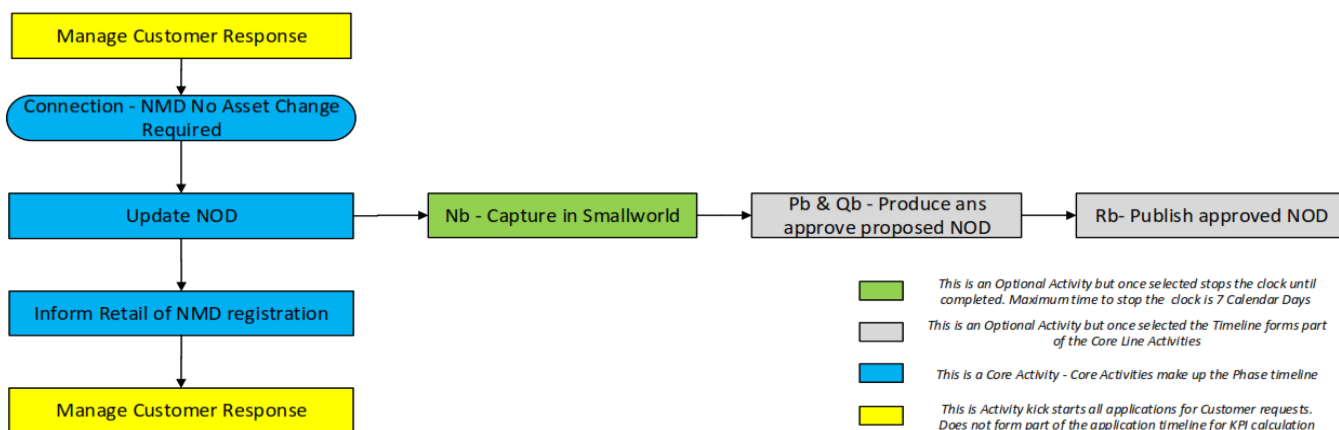 Manage Customer Response
Connection - NMD No Asset Change
Required
Update NOD
Nb - Capture in Smallworld
Pb & Qb - Produce ans
approve proposed NOD
Rb- Publish approved NOD
Inform Retail of NMD registration
Manage Customer Response
This is an Optional Activity but once selected stops the clock until
completed. Maximum time to stop the clock is 7 Calendar Days
This is an Optional Activity but once selected the Timeline forms part
of the Core Line Activities
This is a Core Activity - Core Activities make up the Phase timeline
This is Activity kick starts all applications for Customer requests.
Does not form part of the application timeline for KPI calculation